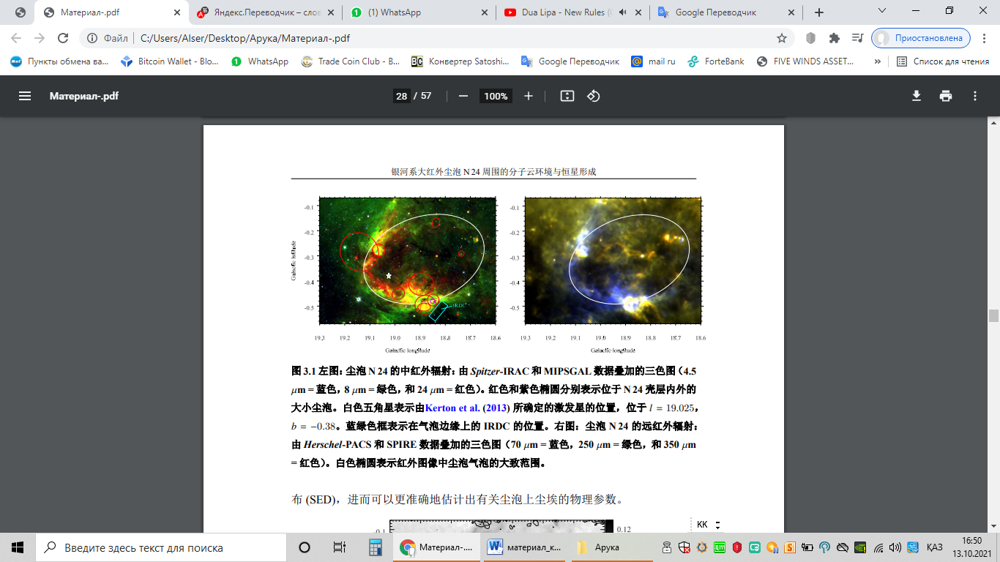 Материал-.pdf
Яндекс.Переводчик – слов
(1) WhatsApp
Dua Lipa - New Rules (
Google Переводчик
Файл
C:/Users/Alser/Desktop/Арука/Материал-.pdf
Приостановлена
Пункты обмена ва...
Bitcoin Wallet - Blo...
WhatsApp
Trade Coin Club - B...
Конвертер Satoshi...
Google Переводчик
mail ru
ForteBank
FIVE WINDS ASSET...
»
Список для чтения
Материал-.pdf
28 / 57
100%
银河系大红外尘泡 N 24 周围的分子云环境与恒星形成
-0.1
-0.2
-0.3
-0.4
-0.5
Galactic latitude
IRDC
19.3 19.2 19.1 19.0 18.9 18.8 18.7 18.6
Galactic longitude
-0.1
-0.2
-0.3
-0.4
-0.5
19.3 19.2 19.1 19.0 18.9 18.8 18.7 18.6
Galactic longitude
图 3.1 左图：尘泡 N 24 的中红外辐射：由 Spitzer-IRAC 和 MIPSGAL 数据叠加的三色图（4.5
μm = 蓝色，8 μm = 绿色，和 24 μm = 红色）。红色和紫色椭圆分别表示位于 N 24 壳层内外的
大小尘泡。白色五角星表示由Kerton et al. (2013) 所确定的激发星的位置，位于 l = 19.025，
b = −0.38。蓝绿色框表示在气泡边缘上的 IRDC 的位置。右图：尘泡 N 24 的远红外辐射：
由 Herschel-PACS 和 SPIRE 数据叠加的三色图（70 μm = 蓝色，250 μm = 绿色，和 350 μm
= 红色）。白色椭圆表示红外图像中尘泡气泡的大致范围。
布 (SED)，进而可以更准确地估计出有关尘泡上尘埃的物理参数。
-0.1
0.12
KK
Введите здесь текст для поиска
Материал-....
материал_к...
Арука
ҚАЗ
16:50
13.10.2021